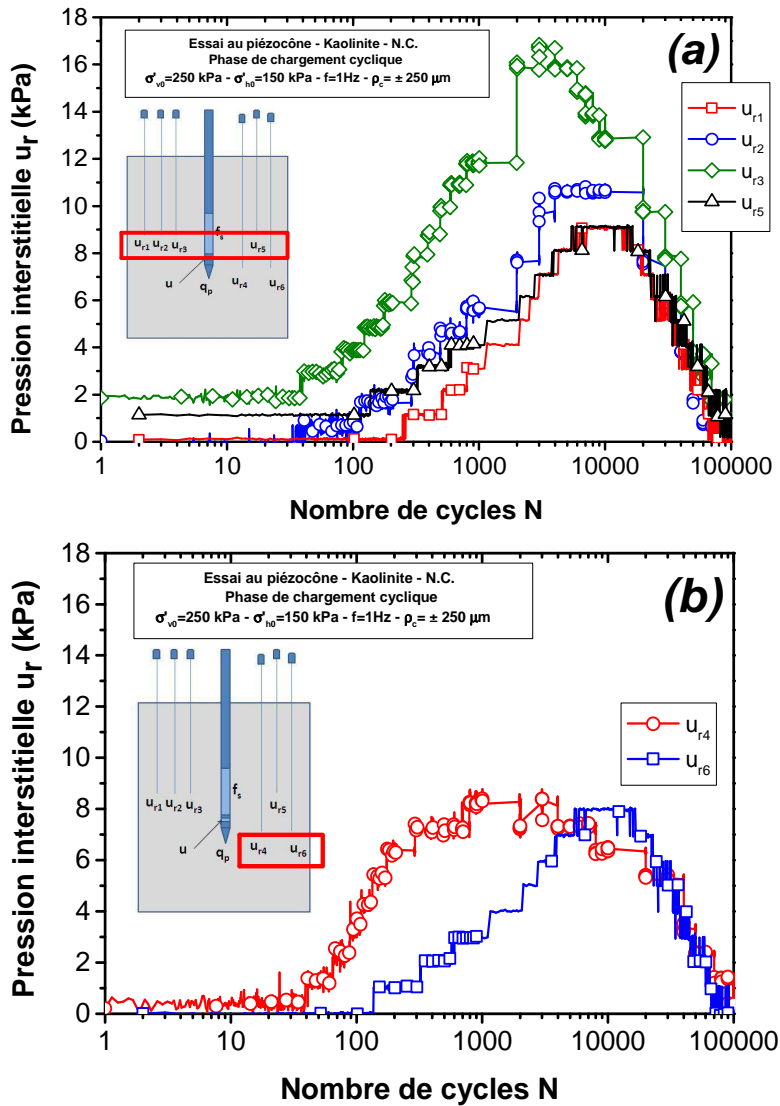 (a)
Essai au piézocône - Kaolinite - N.C.
Phase de chargement cyclique
σ'v0=250 kPa - σ'h0=150 kPa - f=1Hz - ρc= ± 250 µm
ur1
ur2
ur3
ur5
fs
ur1 ur2 ur3 ur5
u qp ur4 ur6
Pression interstitielle ur (kPa)
18
16
14
12
10
8
6
4
2
0
1 10 100 1000 10000 100000
Nombre de cycles N
(b)
Essai au piézocône - Kaolinite - N.C.
Phase de chargement cyclique
σ'v0=250 kPa - σ'h0=150 kPa - f=1Hz - ρc= ± 250 µm
ur4
ur6
fs
ur1 ur2 ur3 ur5
u qp ur4 ur6
Pression interstitielle ur (kPa)
18
16
14
12
10
8
6
4
2
0
1 10 100 1000 10000 100000
Nombre de cycles N